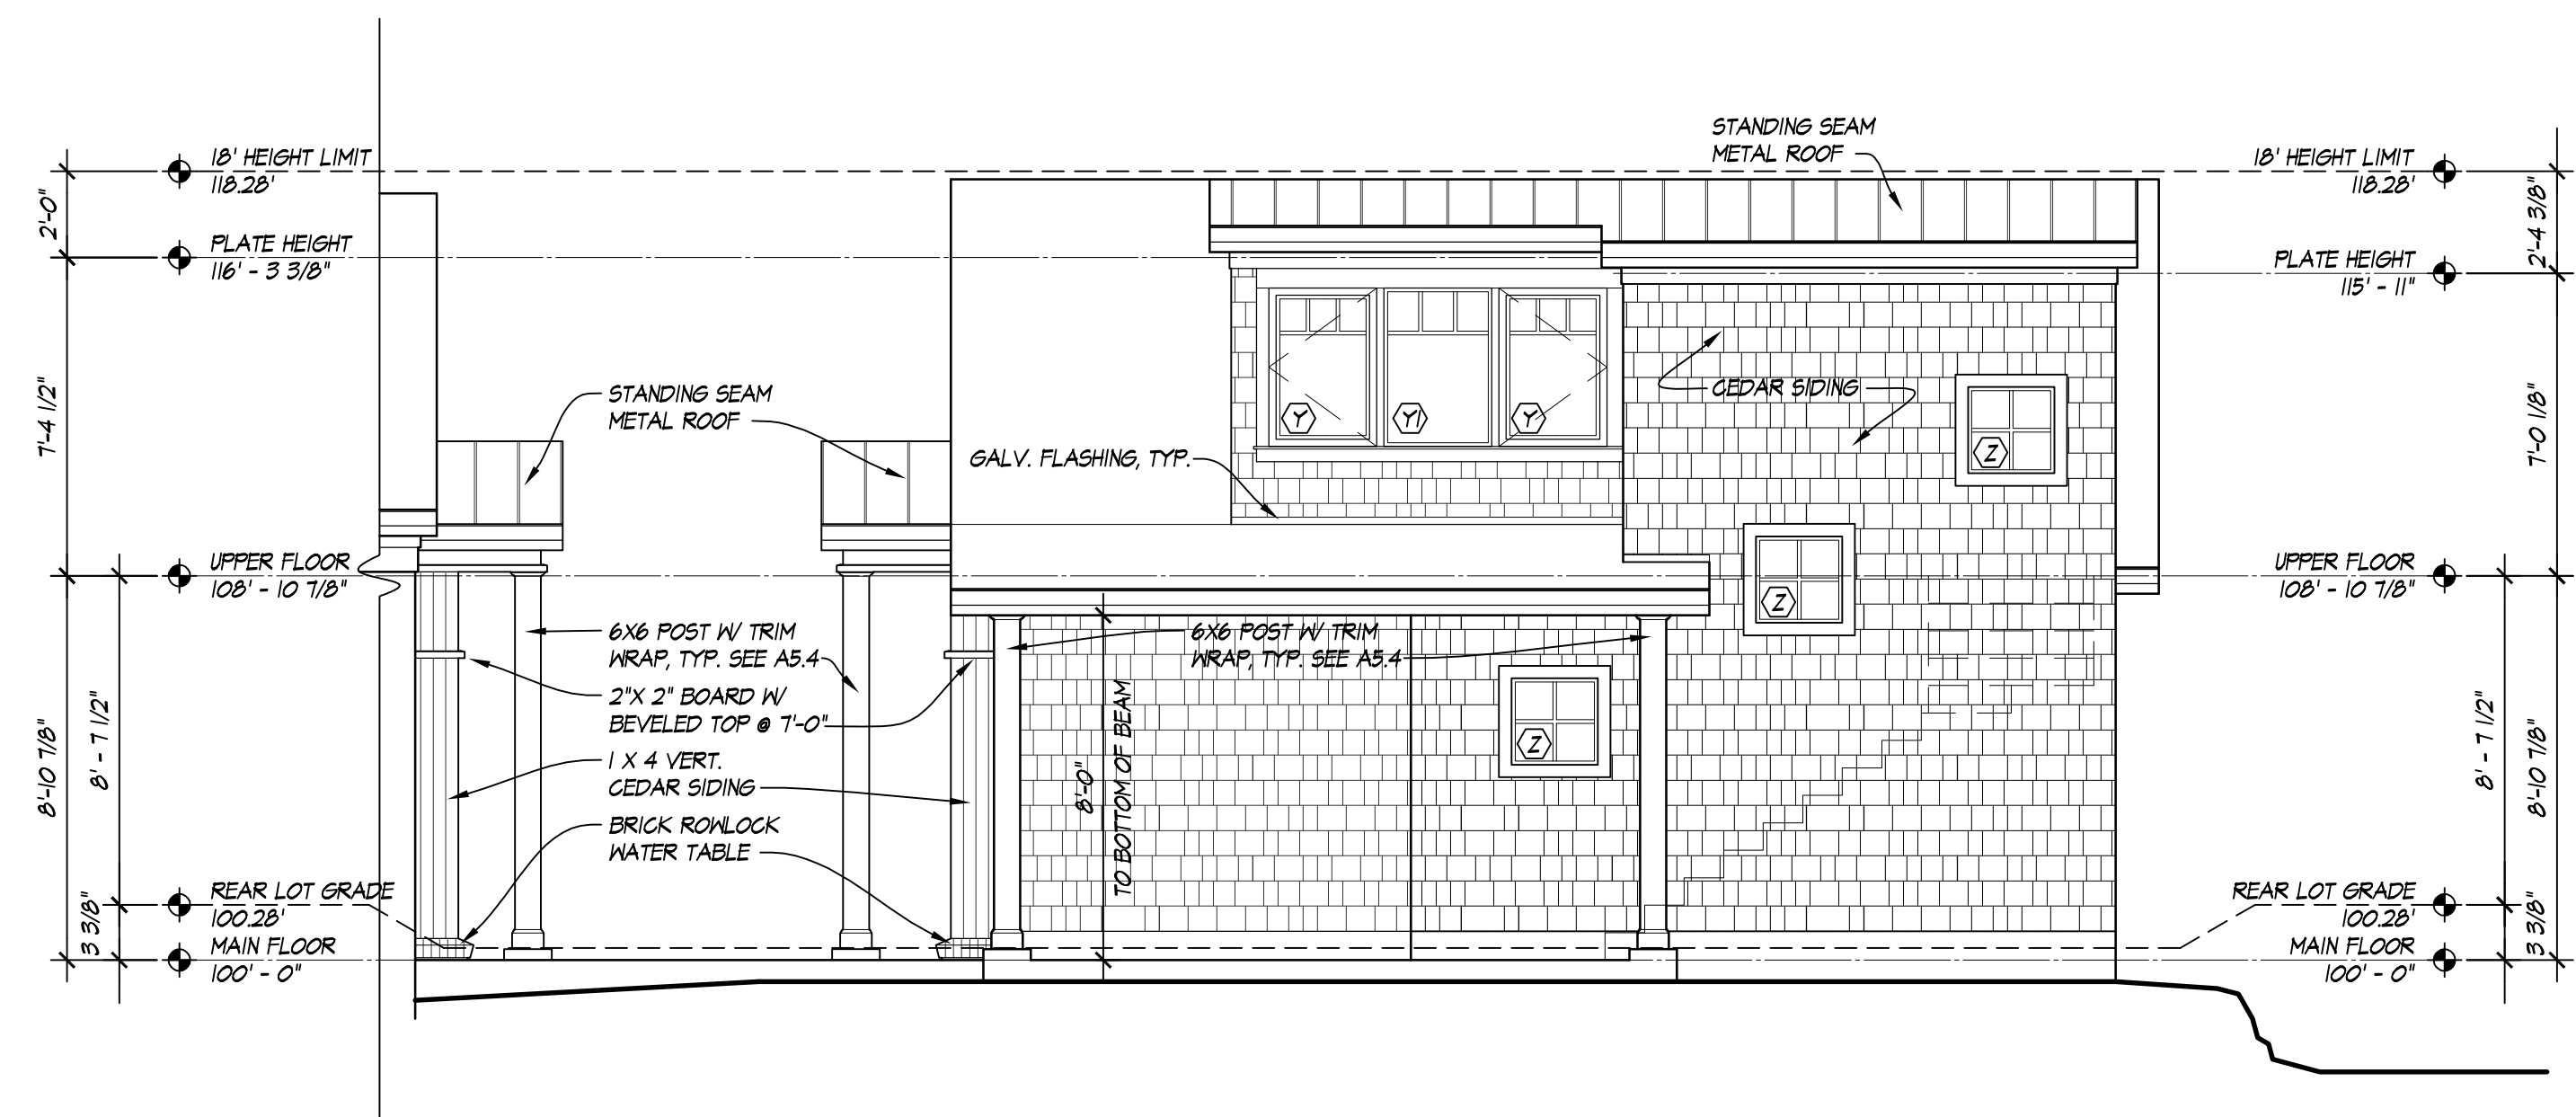 STANDING SEAM
METAL ROOF
18' HEIGHT LIMIT
118.28'
18' HEIGHT LIMIT
118.28'
2'-0"
2'-4 3/8"
PLATE HEIGHT
116' - 3 3/8"
PLATE HEIGHT
115' - 11"
7'-4 1/2"
7'-0 1/8"
STANDING SEAM
METAL ROOF
CEDAR SIDING
Y
Y1
Y
Z
GALV. FLASHING, TYP.
UPPER FLOOR
108' - 10 7/8"
Z
UPPER FLOOR
108' - 10 7/8"
6X6 POST W/ TRIM
WRAP, TYP. SEE A5.4
6X6 POST W/ TRIM
WRAP, TYP. SEE A5.4
2"X 2" BOARD W/
BEVELED TOP @ 7'-0"
1 X 4 VERT.
CEDAR SIDING
BRICK ROWLOCK
WATER TABLE
8'-0"
TO BOTTOM OF BEAM
Z
8'-10 7/8"
8' - 7 1/2"
8' - 7 1/2"
8'-10 7/8"
REAR LOT GRADE
100.28'
REAR LOT GRADE
100.28'
3 3/8"
3 3/8"
MAIN FLOOR
100' - 0"
MAIN FLOOR
100' - 0"